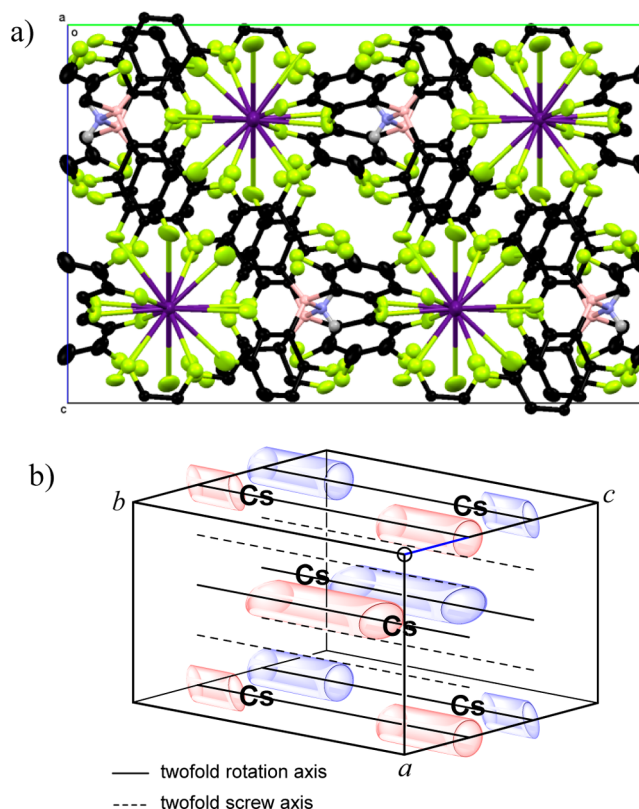 a)
a
o
c
b)
b
c
Cs
Cs
Cs
Cs
Cs
Cs
a
twofold rotation axis
twofold screw axis